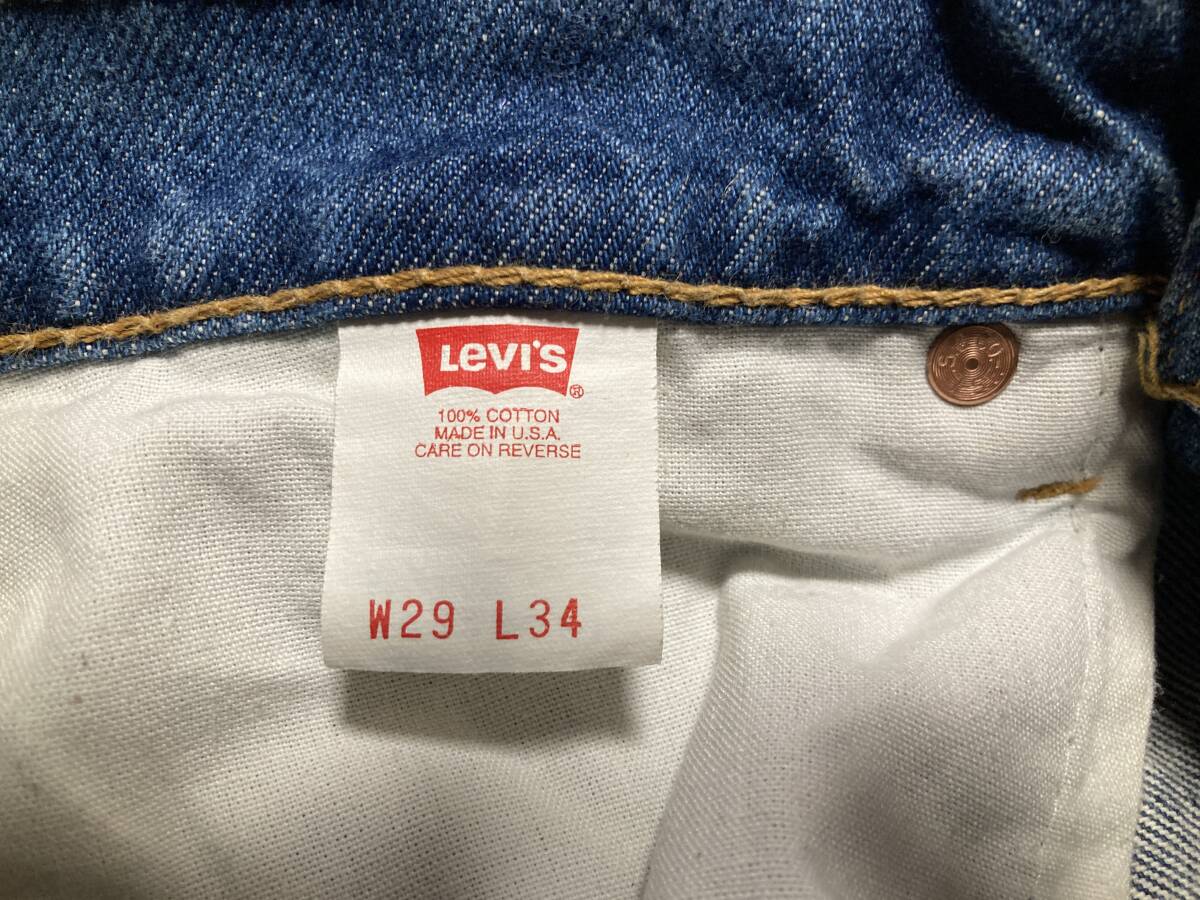 LEVI'S ®
100% COTTON
MADE IN U.S.A.
CARE ON REVERSE
W29 L34